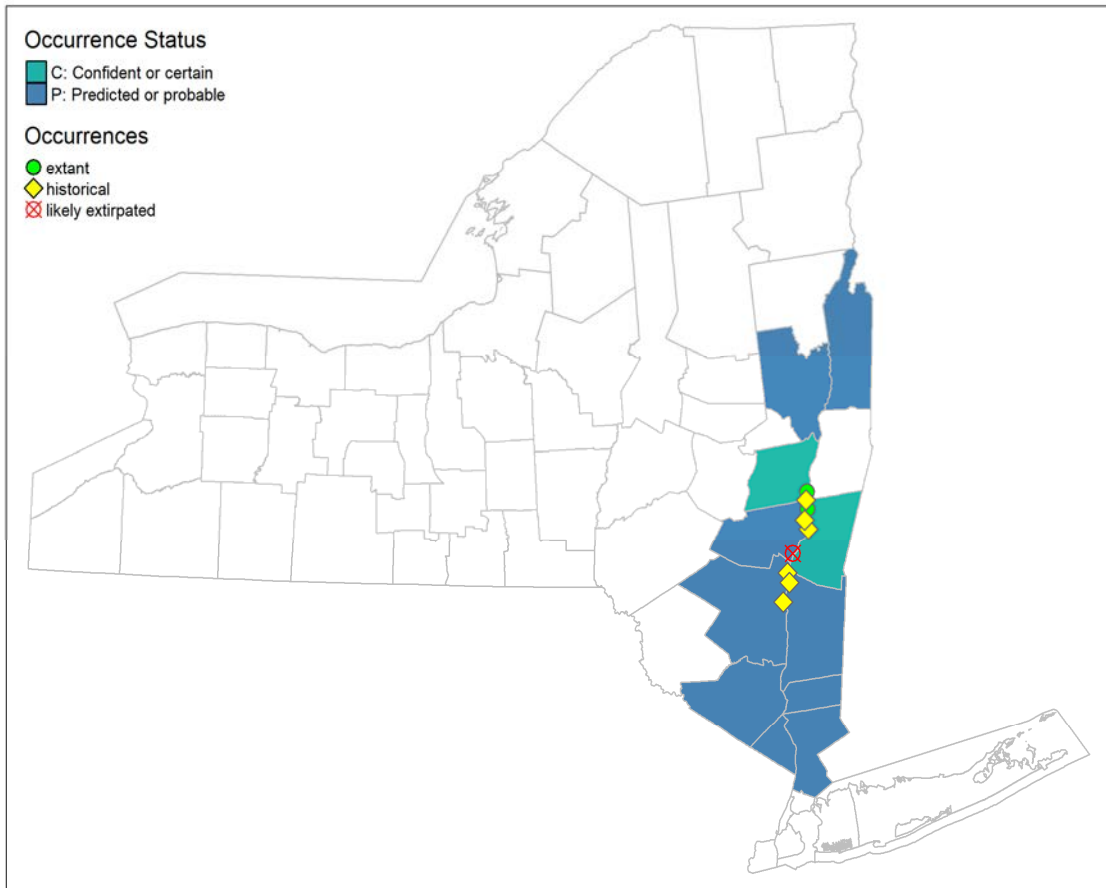 Occurrence Status
C: Confident or certain
P: Predicted or probable
Occurrences
extant
historical
likely extirpated